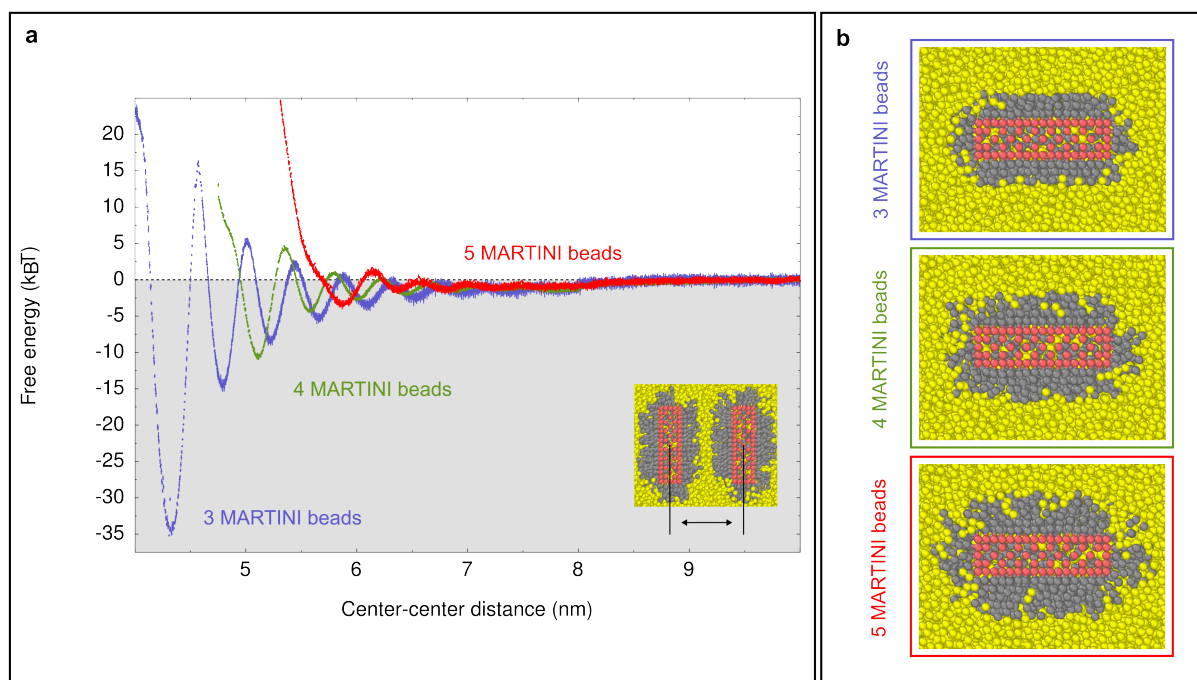 a
Free energy (kBT)
20
15
10
5
0
-5
-10
-15
-20
-25
-30
-35
5 MARTINI beads
4 MARTINI beads
3 MARTINI beads
5
6
7
8
9
Center-center distance (nm)
b
3 MARTINI beads
4 MARTINI beads
5 MARTINI beads